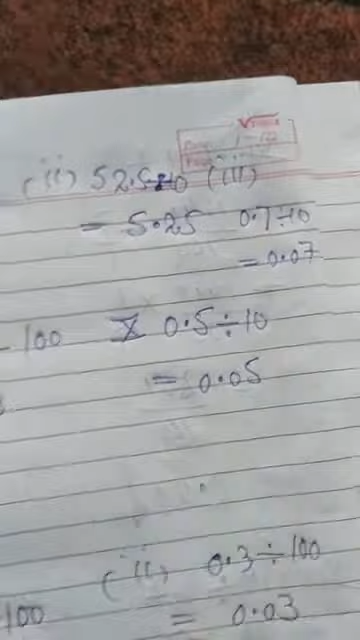 (ii) 52.5÷10 (iii)
= 5.25 0.7÷10
= 0.07
- 100 0.5÷10
= 0.05
(ii) 0.3÷100
100 = 0.03